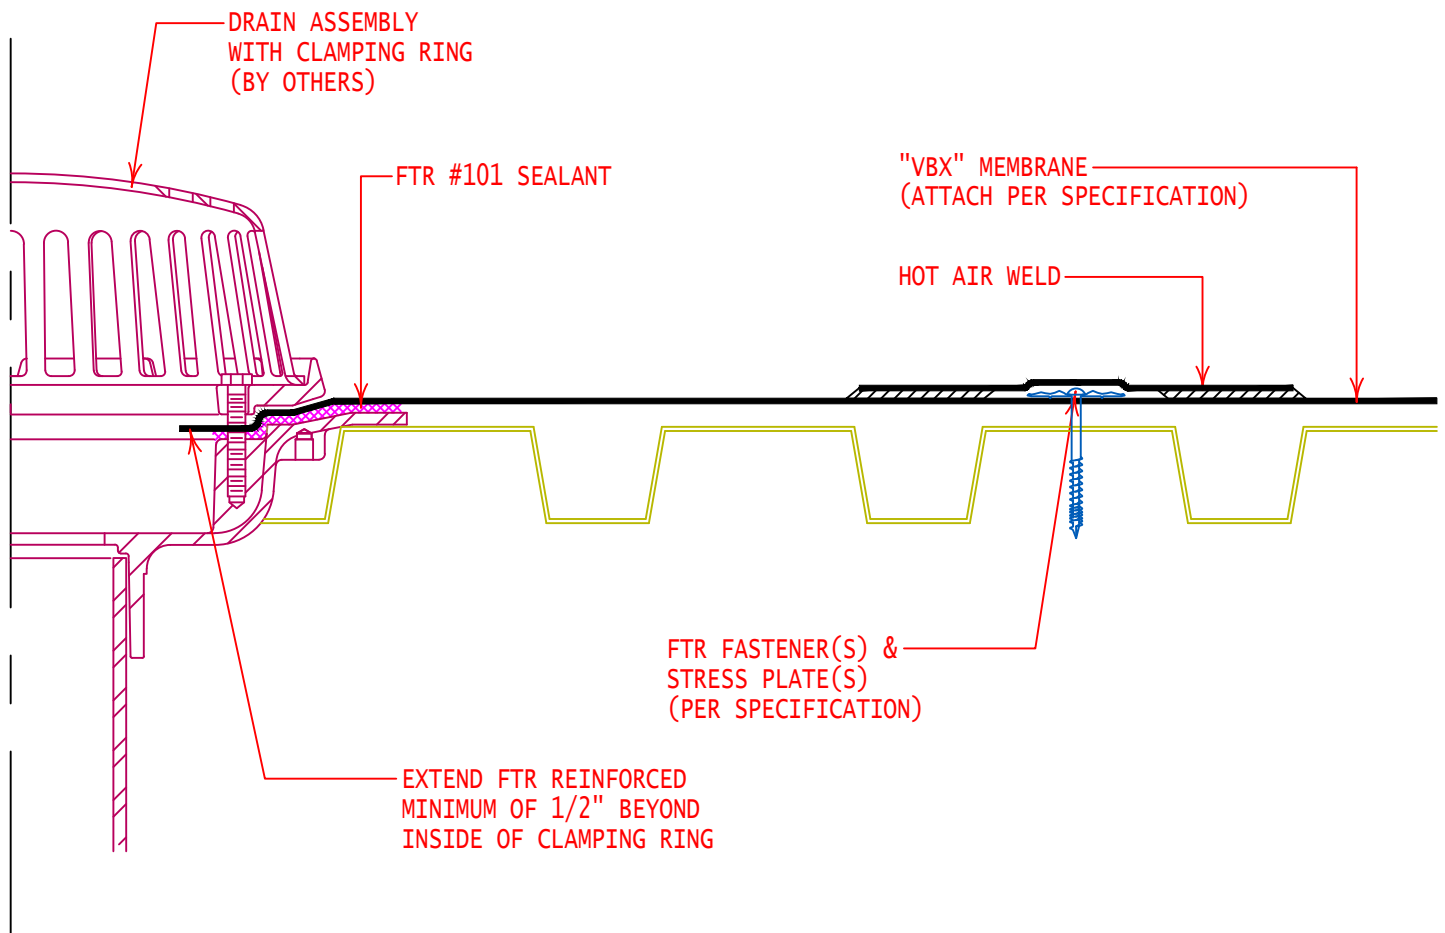 DRAIN ASSEMBLY
WITH CLAMPING RING
(BY OTHERS)
FTR #101 SEALANT
"VBX" MEMBRANE
(ATTACH PER SPECIFICATION)
HOT AIR WELD
FTR FASTENER(S) &
STRESS PLATE(S)
(PER SPECIFICATION)
EXTEND FTR REINFORCED
MINIMUM OF 1/2" BEYOND
INSIDE OF CLAMPING RING